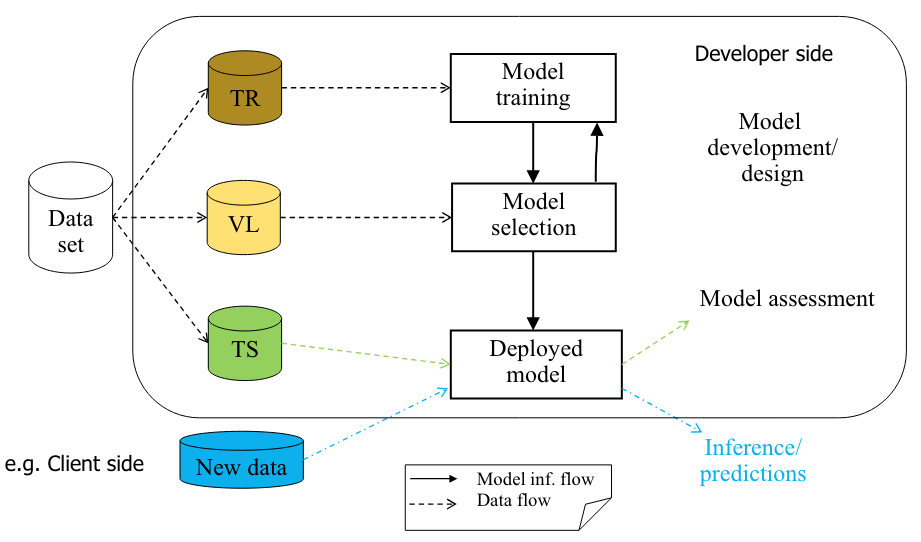 Developer side
TR
Model
training
Model
development/
design
Data
set
VL
Model
selection
Model assessment
TS
Deployed
model
e.g. Client side
New data
Inference/
predictions
Model inf. flow
Data flow